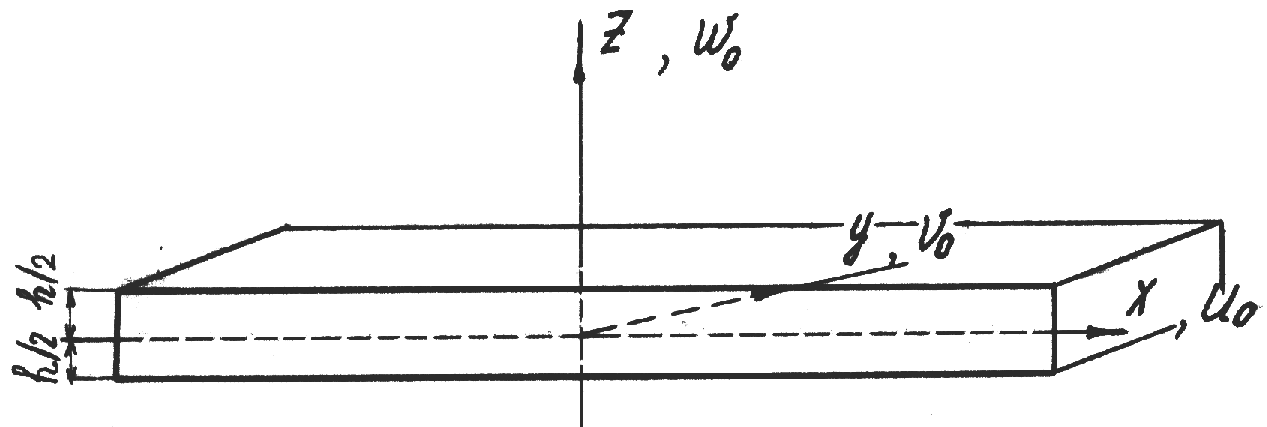 z, w₀
y, v₀
h/2
h/2
x, u₀